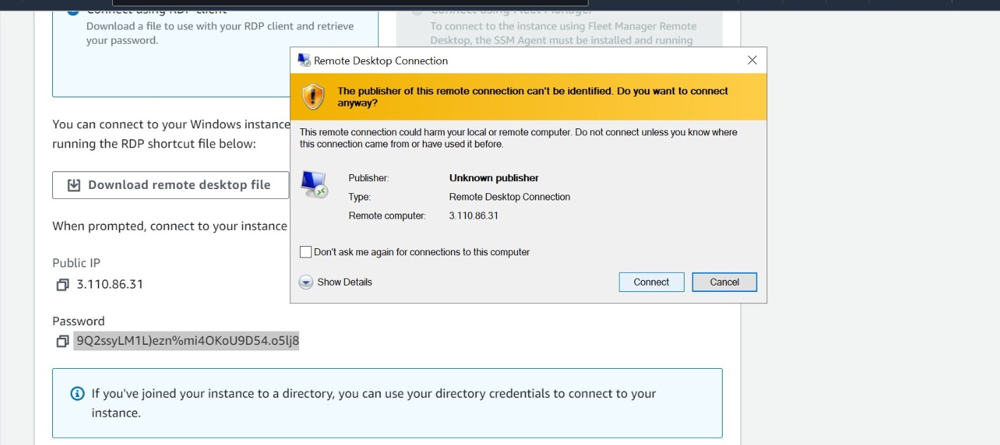 Connect using RDP client
Connect using Fleet Manager
Download a file to use with your RDP client and retrieve
your password.
To connect to the instance using Fleet Manager Remote
Desktop, the SSM Agent must be installed and running
Remote Desktop Connection
The publisher of this remote connection can't be identified. Do you want to connect
anyway?
This remote connection could harm your local or remote computer. Do not connect unless you know where
this connection came from or have used it before.
Publisher: Unknown publisher
Type: Remote Desktop Connection
Remote computer: 3.110.86.31
Don't ask me again for connections to this computer
Show Details
Connect
Cancel
You can connect to your Windows instance
running the RDP shortcut file below:
Download remote desktop file
When prompted, connect to your instance
Public IP
3.110.86.31
Password
9Q2ssyLM1L)ezn%mi4OKoU9D54.o5lj8
If you've joined your instance to a directory, you can use your directory credentials to connect to your
instance.